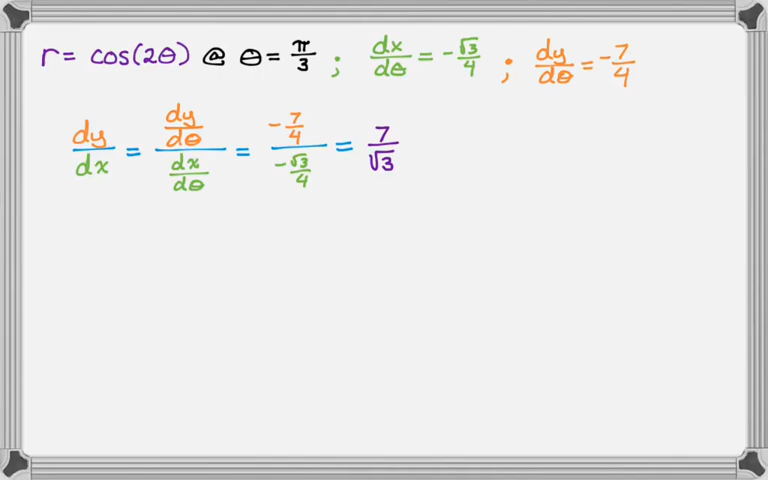 r = cos(2θ) @ θ = π/3 ; dx/dθ = -√3/4 ; dy/dθ = -7/4
dy/dx = (dy/dθ)/(dx/dθ) = (-7/4)/(-√3/4) = 7/√3